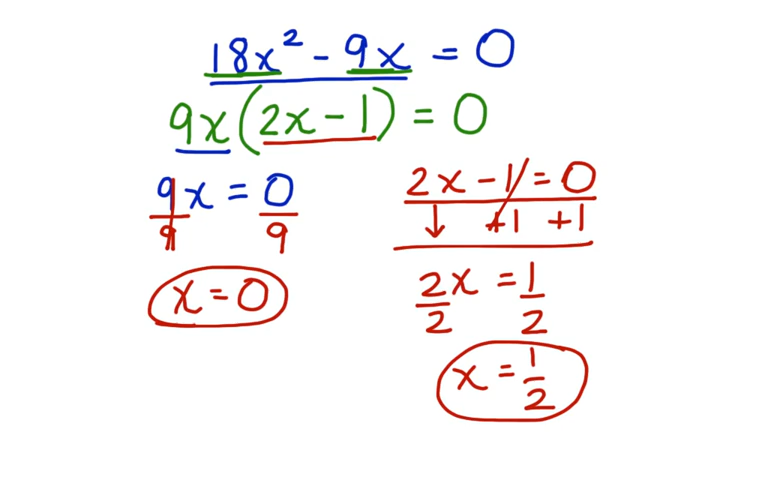 18x² - 9x = 0
9x(2x - 1) = 0
9x = 0
9 9
x = 0
2x - 1 = 0
↓ +1 +1
2x = 1
2 2
x = 1/2